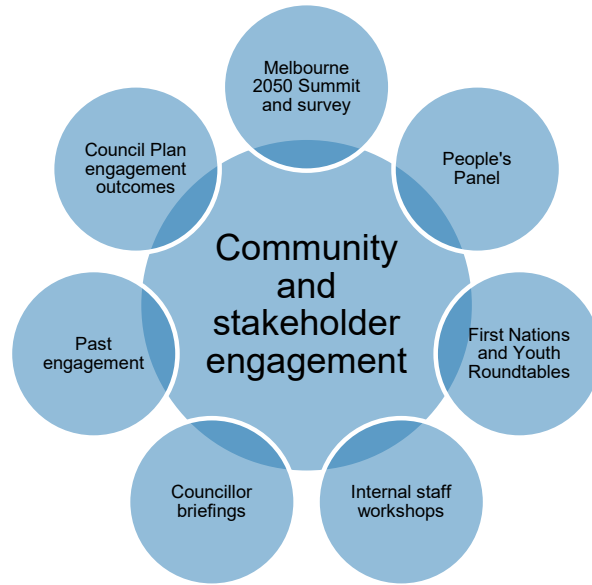 Melbourne
2050 Summit
and survey
People's
Panel
First Nations
and Youth
Roundtables
Internal staff
workshops
Councillor
briefings
Past
engagement
Council Plan
engagement
outcomes
Community
and
stakeholder
engagement